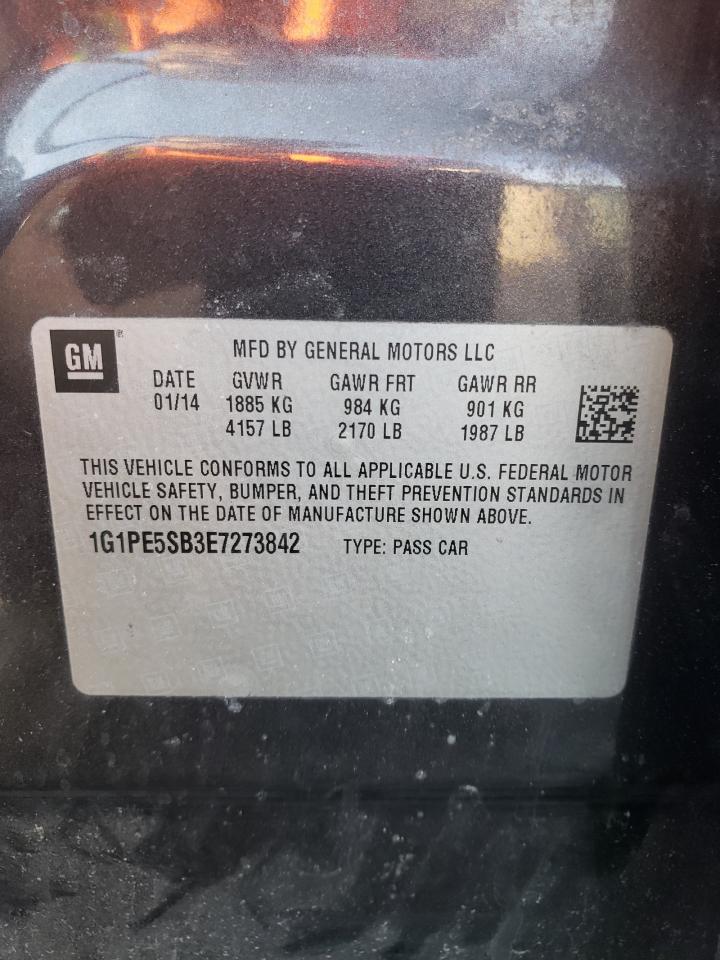 GM®
MFD BY GENERAL MOTORS LLC
DATE GVWR GAWR FRT GAWR RR
01/14 1885 KG 984 KG 901 KG
4157 LB 2170 LB 1987 LB
THIS VEHICLE CONFORMS TO ALL APPLICABLE U.S. FEDERAL MOTOR
VEHICLE SAFETY, BUMPER, AND THEFT PREVENTION STANDARDS IN
EFFECT ON THE DATE OF MANUFACTURE SHOWN ABOVE.
1G1PE5SB3E7273842 TYPE: PASS CAR